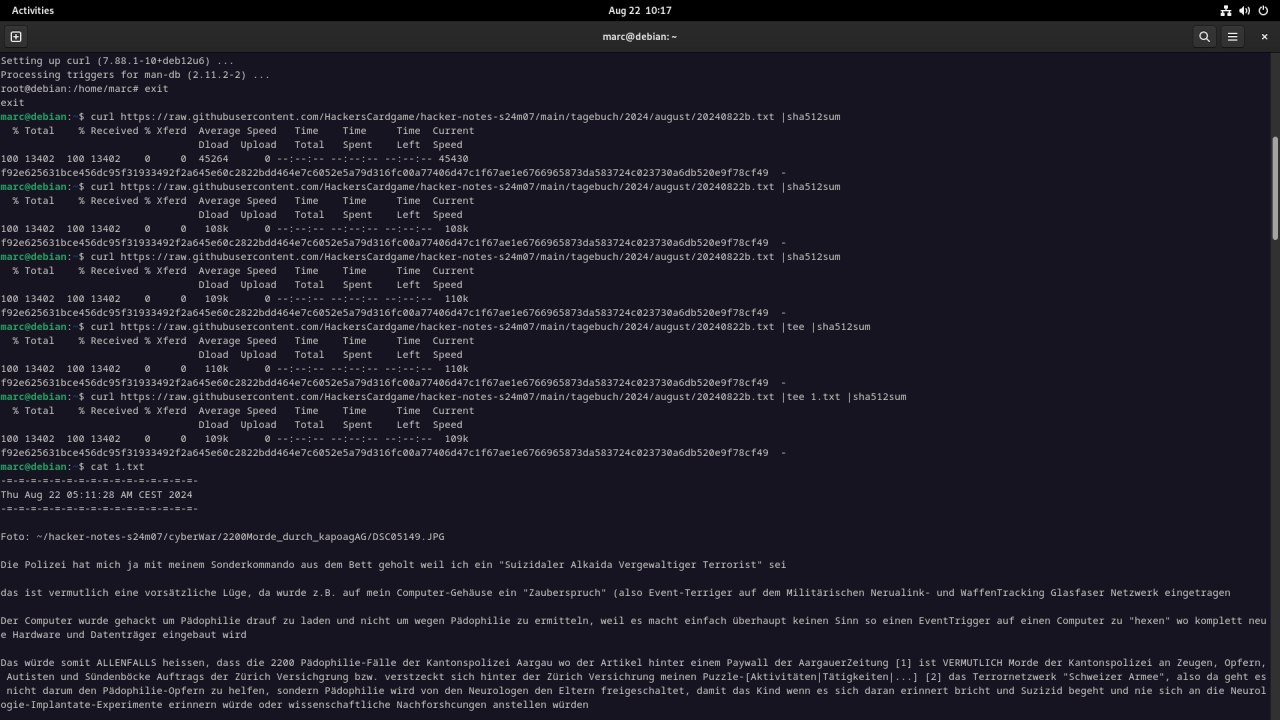 Activities
Aug 22 10:17
marc@debian: ~
Setting up curl (7.88.1-10+deb12u6) ...
Processing triggers for man-db (2.11.2-2) ...
root@debian:/home/marc# exit
exit
marc@debian:~$ curl https://raw.githubusercontent.com/HackersCardgame/hacker-notes-s24m07/main/tagebuch/2024/august/20240822b.txt |sha512sum
% Total % Received % Xferd Average Speed Time Time Time Current
Dload Upload Total Spent Left Speed
100 13402 100 13402 0 0 45264 0 --:--:-- --:--:-- --:--:-- 45430
f92e625631bce456dc95f31933492f2a645e60c2822bdd464e7c6052e5a79d316fc00a77406d47c1f67ae1e6766965873da583724c023730a6db520e9f78cf49 -
marc@debian:~$ curl https://raw.githubusercontent.com/HackersCardgame/hacker-notes-s24m07/main/tagebuch/2024/august/20240822b.txt |sha512sum
% Total % Received % Xferd Average Speed Time Time Time Current
Dload Upload Total Spent Left Speed
100 13402 100 13402 0 0 108k 0 --:--:-- --:--:-- --:--:-- 108k
f92e625631bce456dc95f31933492f2a645e60c2822bdd464e7c6052e5a79d316fc00a77406d47c1f67ae1e6766965873da583724c023730a6db520e9f78cf49 -
marc@debian:~$ curl https://raw.githubusercontent.com/HackersCardgame/hacker-notes-s24m07/main/tagebuch/2024/august/20240822b.txt |sha512sum
% Total % Received % Xferd Average Speed Time Time Time Current
Dload Upload Total Spent Left Speed
100 13402 100 13402 0 0 109k 0 --:--:-- --:--:-- --:--:-- 110k
f92e625631bce456dc95f31933492f2a645e60c2822bdd464e7c6052e5a79d316fc00a77406d47c1f67ae1e6766965873da583724c023730a6db520e9f78cf49 -
marc@debian:~$ curl https://raw.githubusercontent.com/HackersCardgame/hacker-notes-s24m07/main/tagebuch/2024/august/20240822b.txt |tee |sha512sum
% Total % Received % Xferd Average Speed Time Time Time Current
Dload Upload Total Spent Left Speed
100 13402 100 13402 0 0 110k 0 --:--:-- --:--:-- --:--:-- 110k
f92e625631bce456dc95f31933492f2a645e60c2822bdd464e7c6052e5a79d316fc00a77406d47c1f67ae1e6766965873da583724c023730a6db520e9f78cf49 -
marc@debian:~$ curl https://raw.githubusercontent.com/HackersCardgame/hacker-notes-s24m07/main/tagebuch/2024/august/20240822b.txt |tee 1.txt |sha512sum
% Total % Received % Xferd Average Speed Time Time Time Current
Dload Upload Total Spent Left Speed
100 13402 100 13402 0 0 109k 0 --:--:-- --:--:-- --:--:-- 109k
f92e625631bce456dc95f31933492f2a645e60c2822bdd464e7c6052e5a79d316fc00a77406d47c1f67ae1e6766965873da583724c023730a6db520e9f78cf49 -
marc@debian:~$ cat 1.txt
-=-=-=-=-=-=-=-=-=-=-=-=-=-=-=-=-
Thu Aug 22 05:11:28 AM CEST 2024
-=-=-=-=-=-=-=-=-=-=-=-=-=-=-=-=-
Foto: ~/hacker-notes-s24m07/cyberWar/2200Morde_durch_kapoagAG/DSC05149.JPG
Die Polizei hat mich ja mit meinem Sonderkommando aus dem Bett geholt weil ich ein "Suizidaler Alkaida Vergewaltiger Terrorist" sei
das ist vermutlich eine vorsätzliche Lüge, da wurde z.B. auf mein Computer-Gehäuse ein "Zauberspruch" (also Event-Terriger auf dem Militärischen Nerualink- und WaffenTracking Glasfaser Netzwerk eingetragen
Der Computer wurde gehackt um Pädophilie drauf zu laden und nicht um wegen Pädophilie zu ermitteln, weil es macht einfach überhaupt keinen Sinn so einen EventTrigger auf einen Computer zu "hexen" wo komplett neu
e Hardware und Datenträger eingebaut wird
Das würde somit ALLENFALLS heissen, dass die 2200 Pädophilie-Fälle der Kantonspolizei Aargau wo der Artikel hinter einem Paywall der AargauerZeitung [1] ist VERMUTLICH Morde der Kantonspolizei an Zeugen, Opfern,
Autisten und Sündenböcke Auftrags der Zürich Versichgrung bzw. verstzeckt sich hinter der Zürich Versichrung meinen Puzzle-[Aktivitäten|Tätigkeiten|...] [2] das Terrornetzwerk "Schweizer Armee", also da geht es
nicht darum den Pädophilie-Opfern zu helfen, sondern Pädophilie wird von den Neurologen den Eltern freigeschaltet, damit das Kind wenn es sich daran erinnert bricht und Suzizid begeht und nie sich an die Neurol
ogie-Implantate-Experimente erinnern würde oder wissenschaftliche Nachforshcungen anstellen würden